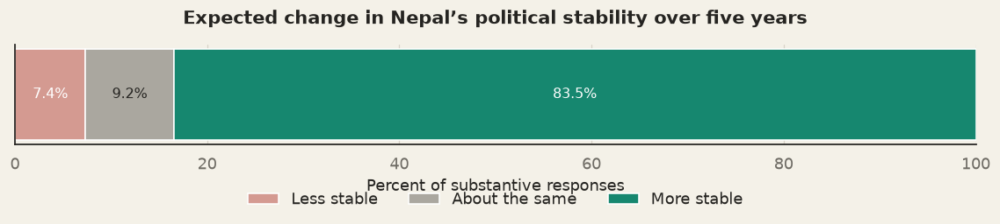 Expected change in Nepal’s political stability over five years
7.4% 9.2% 83.5%
0 20 40 60 80 100
Percent of substantive responses
Less stable About the same More stable